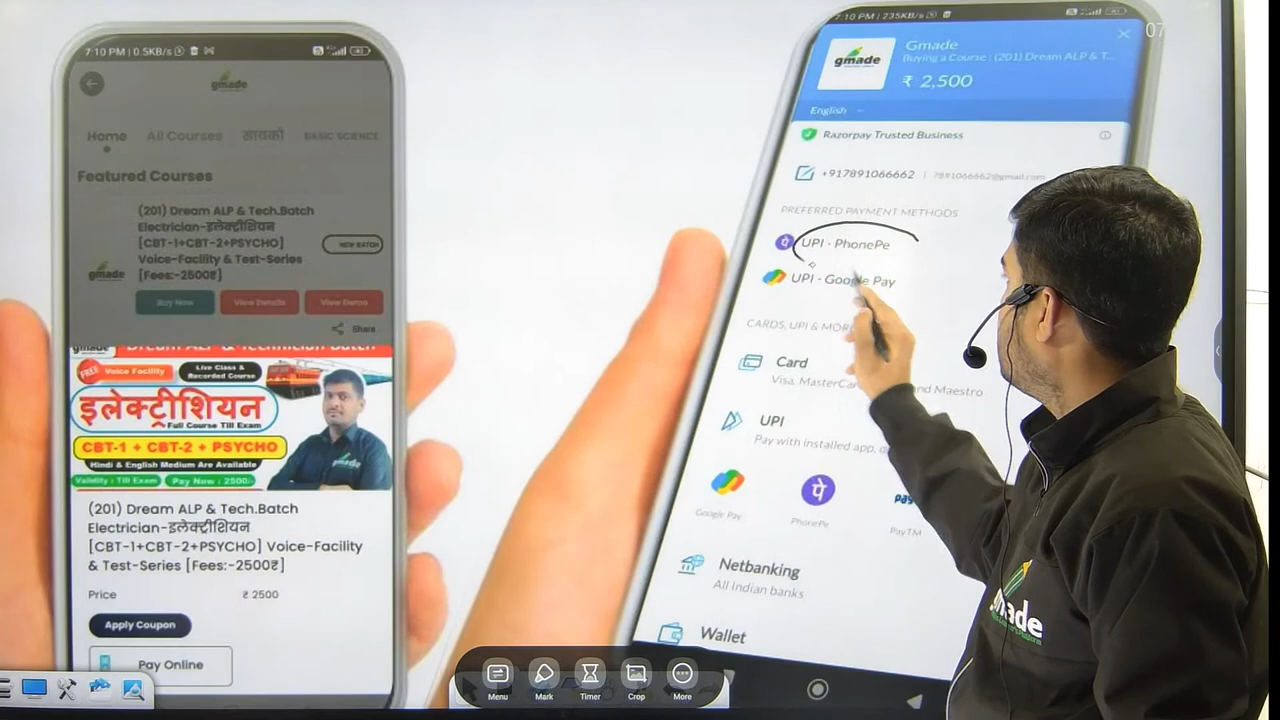 7:10 PM | 0.5KB/s
gmade
Home All Courses सायको BASIC SCIENCE
Featured Courses
(201) Dream ALP & Tech.Batch
Electrician-इलेक्ट्रीशियन
[CBT-1+CBT-2+PSYCHO]
Voice-Facility & Test-Series
[Fees:-2500₹]
NEW BATCH
gmade
Buy Now View Details View Demo
Share
gmade Dream ALP & Technician Batch
FREE Voice Facility
Live Class &
Recorded Course
इलेक्ट्रीशियन
Full Course Till Exam
CBT-1 + CBT-2 + PSYCHO
Hindi & English Medium Are Available
Validity : Till Exam Pay Now : 2500/-
gmade
(201) Dream ALP & Tech.Batch
Electrician-इलेक्ट्रीशियन
[CBT-1+CBT-2+PSYCHO] Voice-Facility
& Test-Series [Fees:-2500₹]
Price ₹ 2500
Apply Coupon
Pay Online
7:10 PM | 235KB/s
07
gmade
Gmade
Buying a Course : (201) Dream ALP & T...
₹ 2,500
English
Razorpay Trusted Business
+917891066662 | 7891066662@gmail.com
PREFERRED PAYMENT METHODS
UPI - PhonePe
UPI - Google Pay
CARDS, UPI & MORE
Card
Visa, MasterCard and Maestro
UPI
Pay with installed app, o
Google Pay PhonePe PayTM
Netbanking
All Indian banks
Wallet
gmade
Menu Mark Timer Crop More